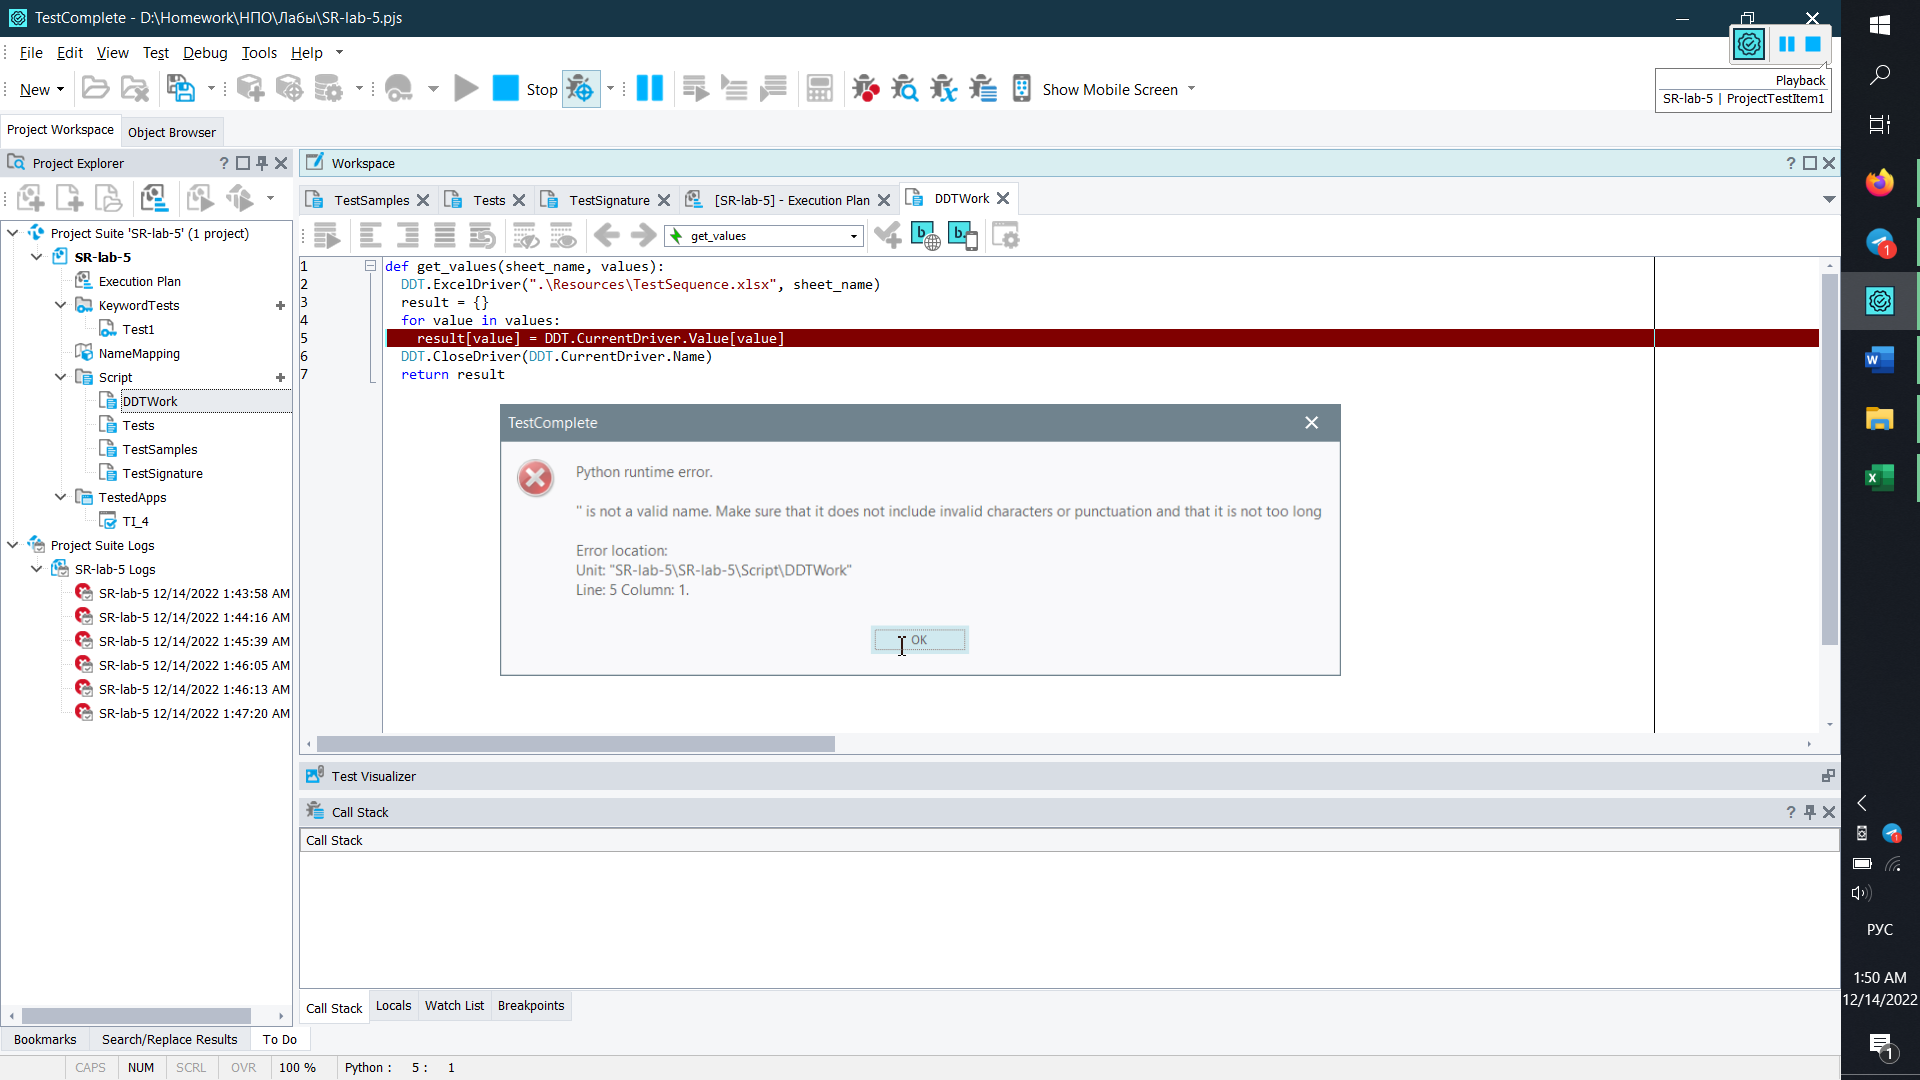 TestComplete - D:\Homework\НПО\Лабы\SR-lab-5.pjs
File Edit View Test Debug Tools Help
New
Stop
Show Mobile Screen
Playback
SR-lab-5 | ProjectTestItem1
Project Workspace
Object Browser
Project Explorer
Workspace
TestSamples
Tests
TestSignature
[SR-lab-5] - Execution Plan
DDTWork
get_values
Project Suite 'SR-lab-5' (1 project)
SR-lab-5
Execution Plan
KeywordTests
Test1
NameMapping
Script
DDTWork
Tests
TestSamples
TestSignature
TestedApps
TI_4
Project Suite Logs
SR-lab-5 Logs
SR-lab-5 12/14/2022 1:43:58 AM
SR-lab-5 12/14/2022 1:44:16 AM
SR-lab-5 12/14/2022 1:45:39 AM
SR-lab-5 12/14/2022 1:46:05 AM
SR-lab-5 12/14/2022 1:46:13 AM
SR-lab-5 12/14/2022 1:47:20 AM
1 def get_values(sheet_name, values):
2 DDT.ExcelDriver(".\Resources\TestSequence.xlsx", sheet_name)
3 result = {}
4 for value in values:
5 result[value] = DDT.CurrentDriver.Value[value]
6 DDT.CloseDriver(DDT.CurrentDriver.Name)
7 return result
TestComplete
Python runtime error.
'' is not a valid name. Make sure that it does not include invalid characters or punctuation and that it is not too long
Error location:
Unit: "SR-lab-5\SR-lab-5\Script\DDTWork"
Line: 5 Column: 1.
OK
Test Visualizer
Call Stack
Call Stack
Call Stack Locals Watch List Breakpoints
Bookmarks Search/Replace Results To Do
CAPS NUM SCRL OVR 100 % Python : 5 : 1
РУС
1:50 AM
12/14/2022
1